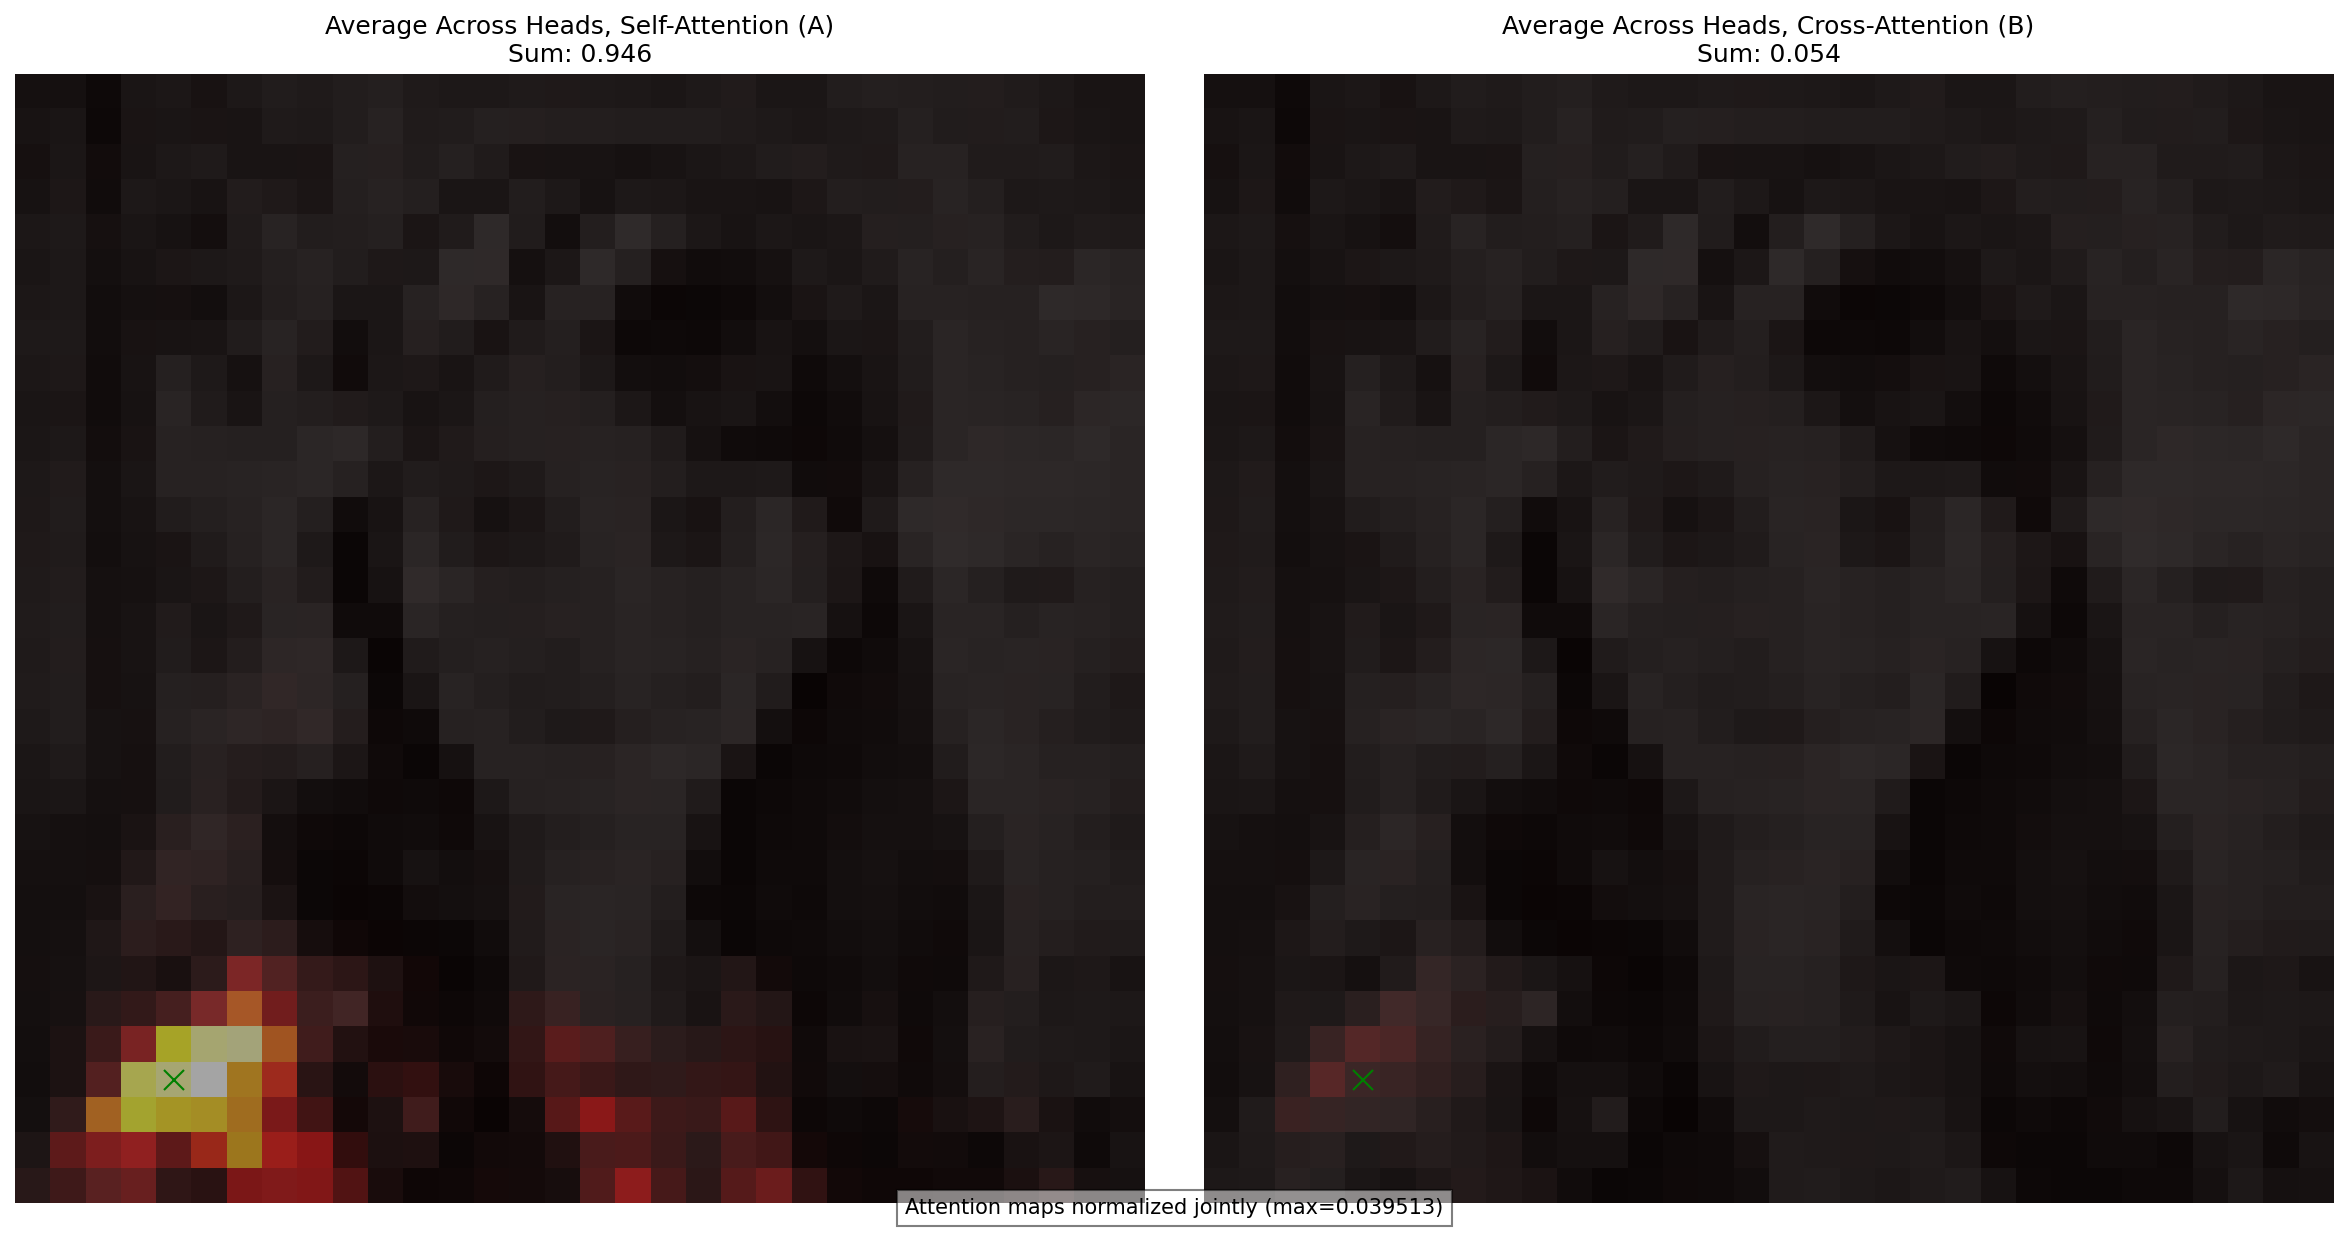 Average Across Heads, Self-Attention (A)
Sum: 0.946
Average Across Heads, Cross-Attention (B)
Sum: 0.054
Attention maps normalized jointly (max=0.039513)